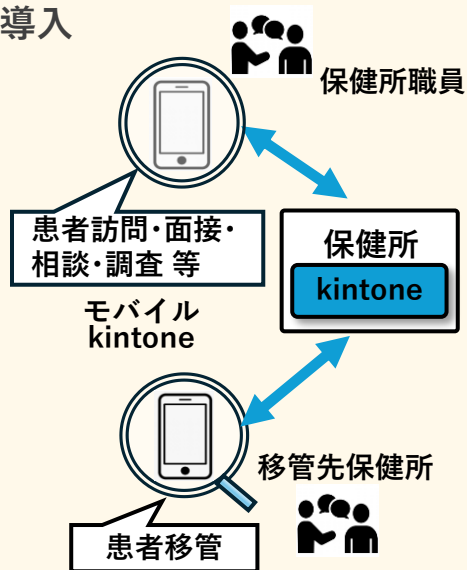 導入
保健所職員
患者訪問・面接・
相談・調査 等
保健所
kintone
モバイル
kintone
移管先保健所
患者移管